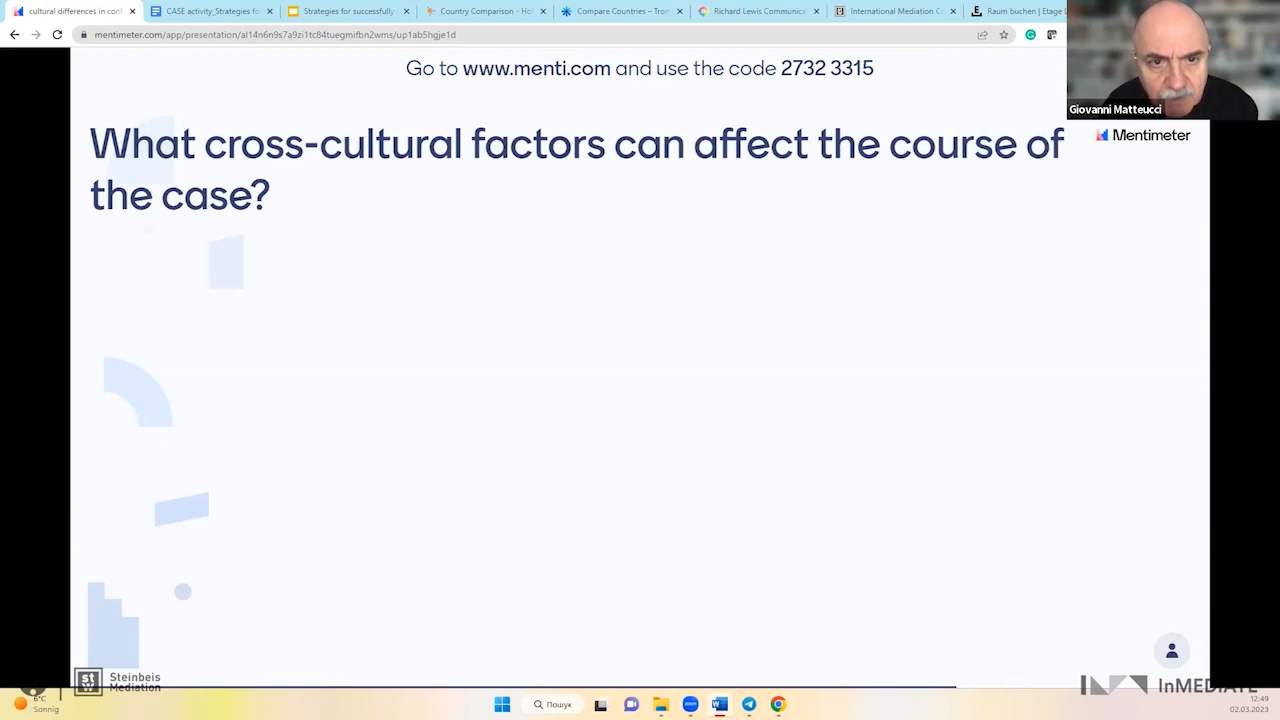 cultural differences in conf
CASE activity_Strategies fo
Strategies for successfully
Country Comparison - Ho
Compare Countries – Trom
Richard Lewis Communica
International Mediation C
Raum buchen | Etage
mentimeter.com/app/presentation/al14n6n9s7a9zi1tc84tuegmifbn2wms/up1ab5hgje1d
Go to www.menti.com and use the code 2732 3315
Giovanni Matteucci
Mentimeter
What cross-cultural factors can affect the course of
the case?
stw
Steinbeis
Mediation
InMEDIATE
6°C
Sonnig
Пошук
12:49
02.03.2023